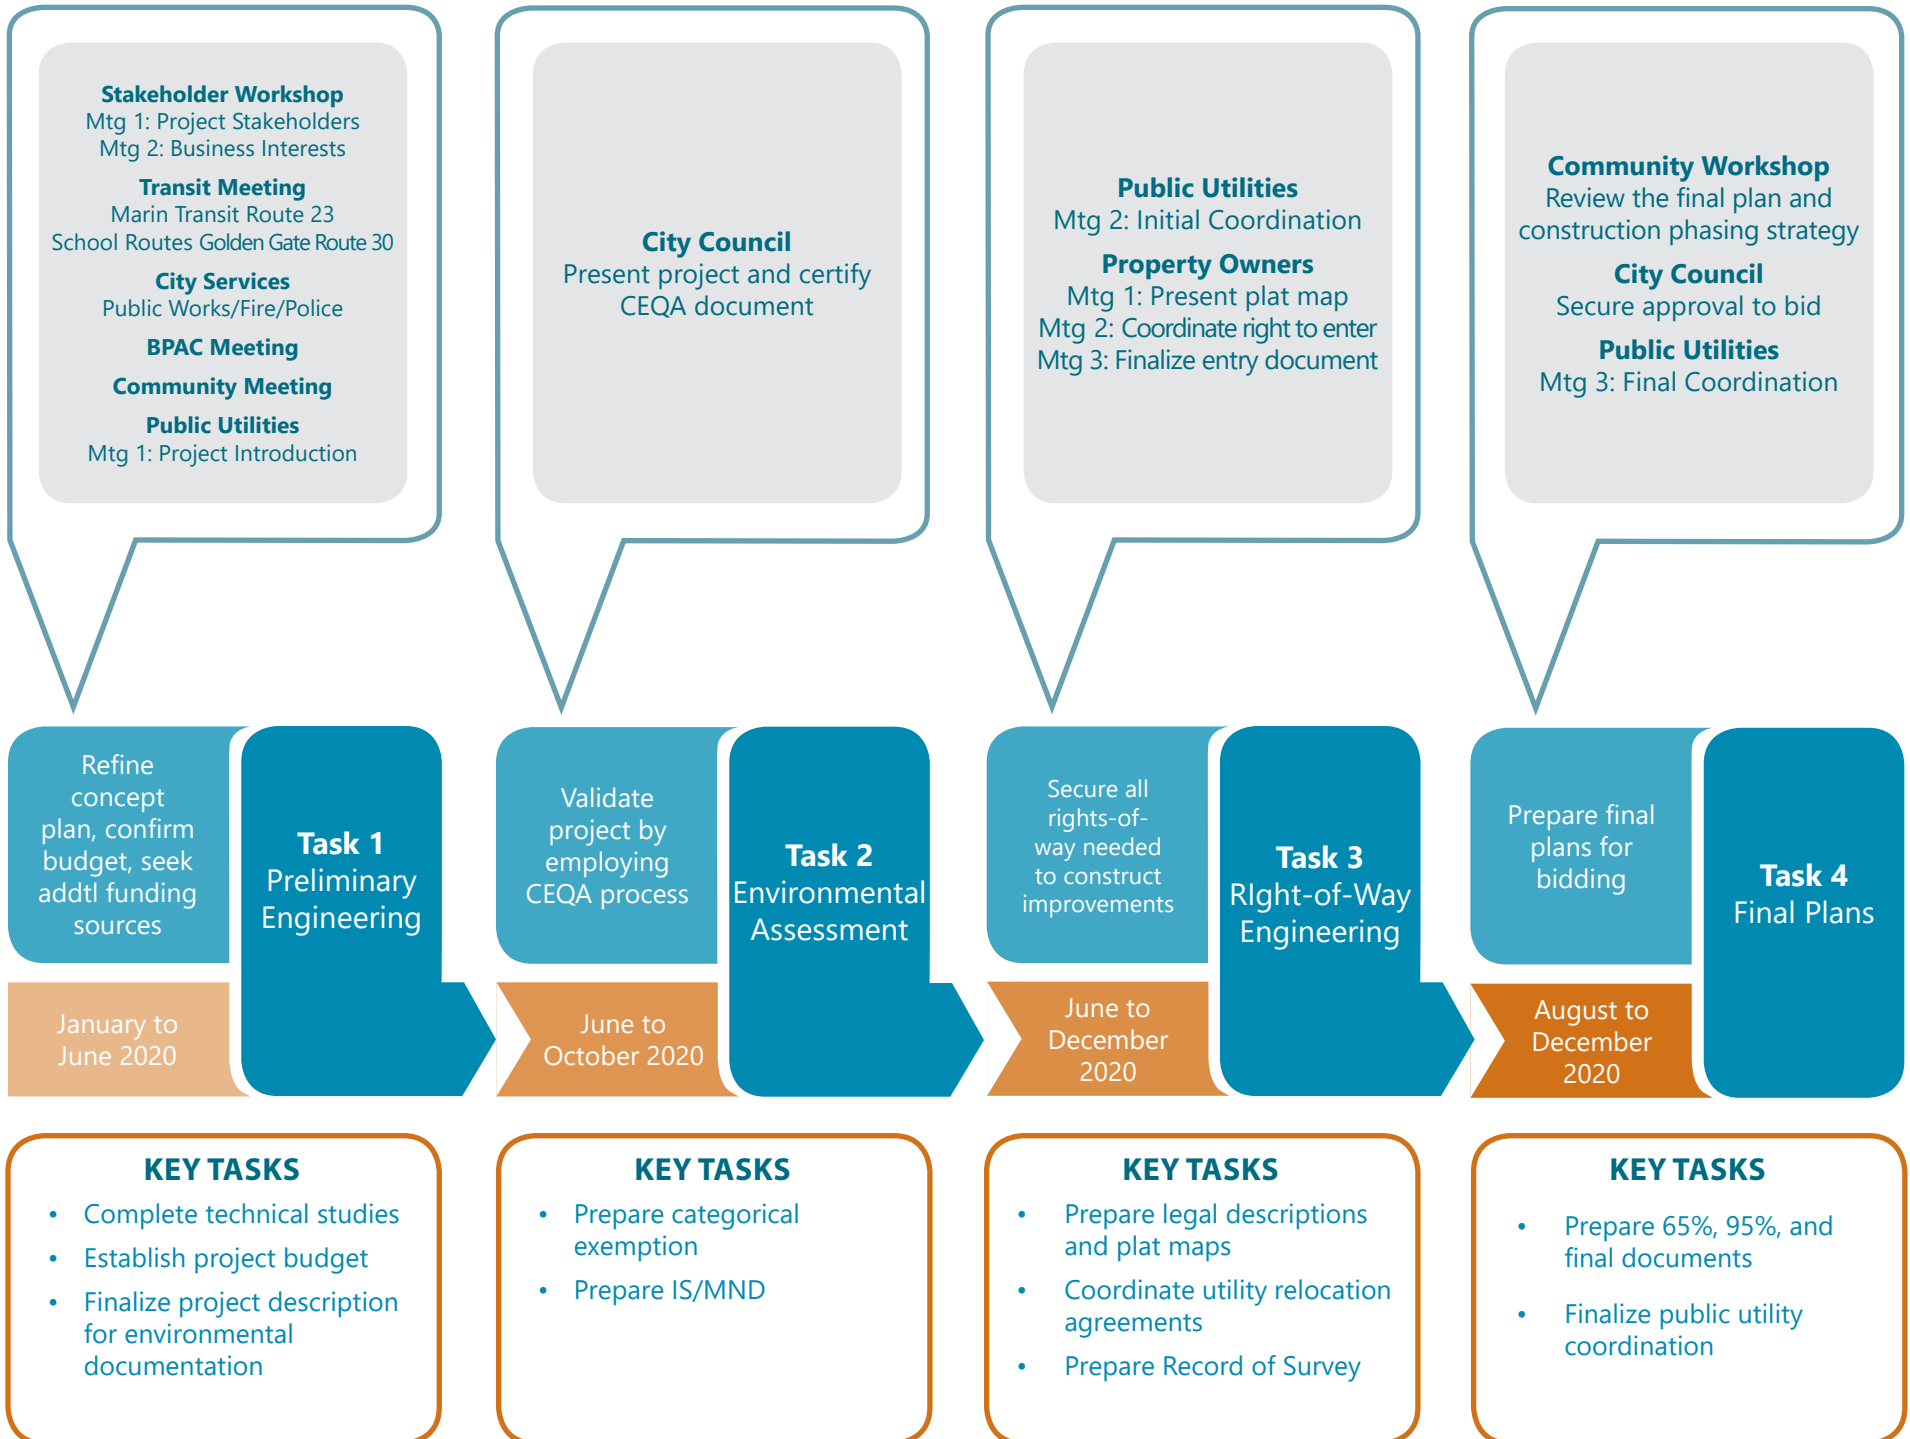 Stakeholder Workshop
Mtg 1: Project Stakeholders
Mtg 2: Business Interests
Transit Meeting
Marin Transit Route 23
School Routes Golden Gate Route 30
City Services
Public Works/Fire/Police
BPAC Meeting
Community Meeting
Public Utilities
Mtg 1: Project Introduction
City Council
Present project and certify
CEQA document
Public Utilities
Mtg 2: Initial Coordination
Property Owners
Mtg 1: Present plat map
Mtg 2: Coordinate right to enter
Mtg 3: Finalize entry document
Community Workshop
Review the final plan and
construction phasing strategy
City Council
Secure approval to bid
Public Utilities
Mtg 3: Final Coordination
Refine
concept
plan, confirm
budget, seek
addtl funding
sources
Task 1
Preliminary
Engineering
January to
June 2020
Validate
project by
employing
CEQA process
Task 2
Environmental
Assessment
June to
October 2020
Secure all
rights-of-
way needed
to construct
improvements
Task 3
RIght-of-Way
Engineering
June to
December
2020
Prepare final
plans for
bidding
Task 4
Final Plans
August to
December
2020
KEY TASKS
• Complete technical studies
• Establish project budget
• Finalize project description
for environmental
documentation
KEY TASKS
• Prepare categorical
exemption
• Prepare IS/MND
KEY TASKS
• Prepare legal descriptions
and plat maps
• Coordinate utility relocation
agreements
• Prepare Record of Survey
KEY TASKS
• Prepare 65%, 95%, and
final documents
• Finalize public utility
coordination